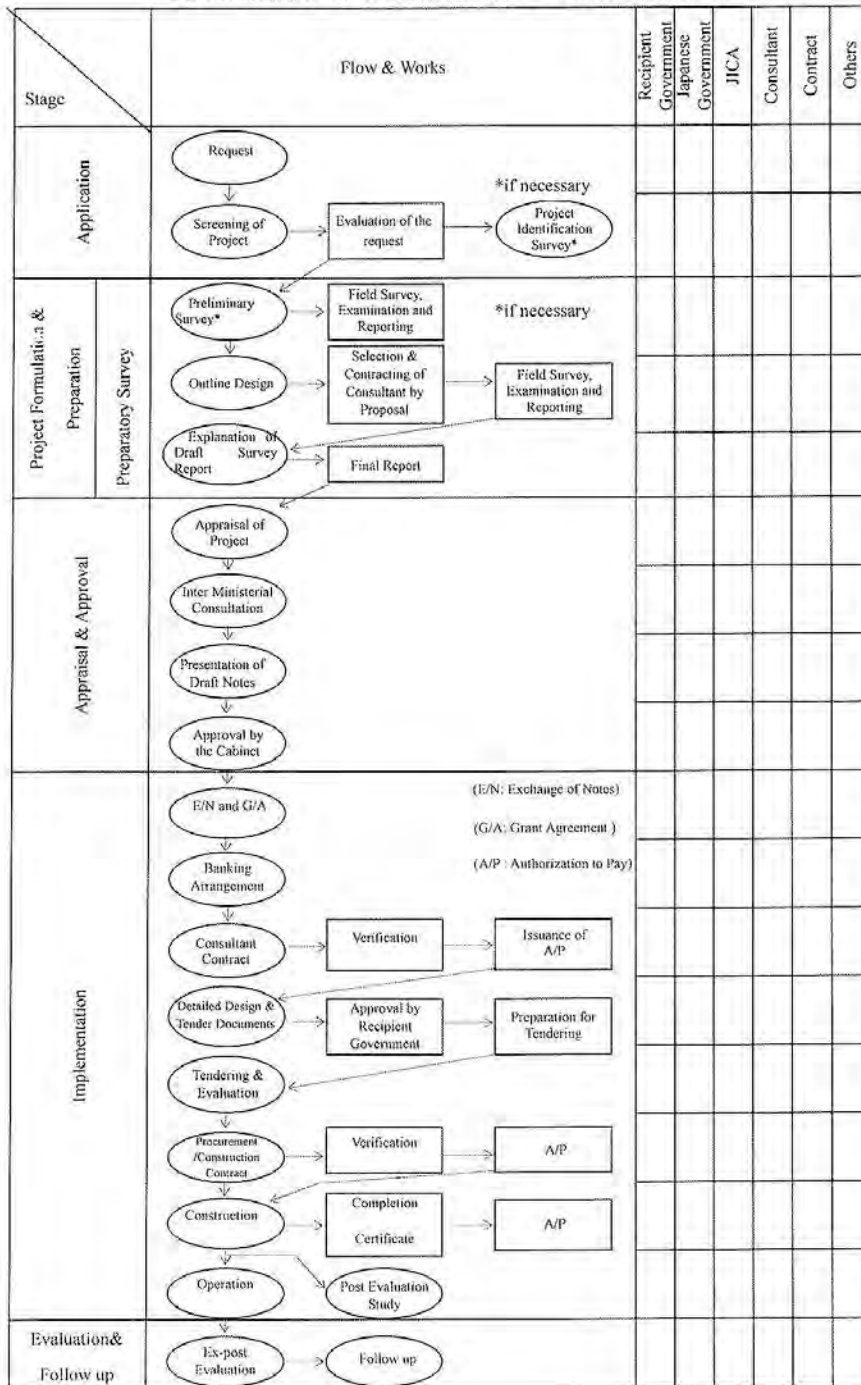 Stage
Flow & Works
Recipient
Government
Japanese
Government
JICA
Consultant
Contract
Others
Application
Request
*if necessary
Screening of
Project
Evaluation of the
request
Project
Identification
Survey*
Project Formulation &
Preparation
Preparatory Survey
Preliminary
Survey*
Field Survey,
Examination and
Reporting
*if necessary
Outline Design
Selection &
Contracting of
Consultant by
Proposal
Field Survey,
Examination and
Reporting
Explanation of
Draft Survey
Report
Final Report
Appraisal & Approval
Appraisal of
Project
Inter Ministerial
Consultation
Presentation of
Draft Notes
Approval by
the Cabinet
Implementation
E/N and G/A
(E/N: Exchange of Notes)
(G/A: Grant Agreement )
(A/P : Authorization to Pay)
Banking
Arrangement
Consultant
Contract
Verification
Issuance of
A/P
Detailed Design &
Tender Documents
Approval by
Recipient
Government
Preparation for
Tendering
Tendering &
Evaluation
Procurement
/Construction
Contract
Verification
A/P
Construction
Completion
Certificate
A/P
Operation
Post Evaluation
Study
Evaluation&
Follow up
Ex-post
Evaluation
Follow up